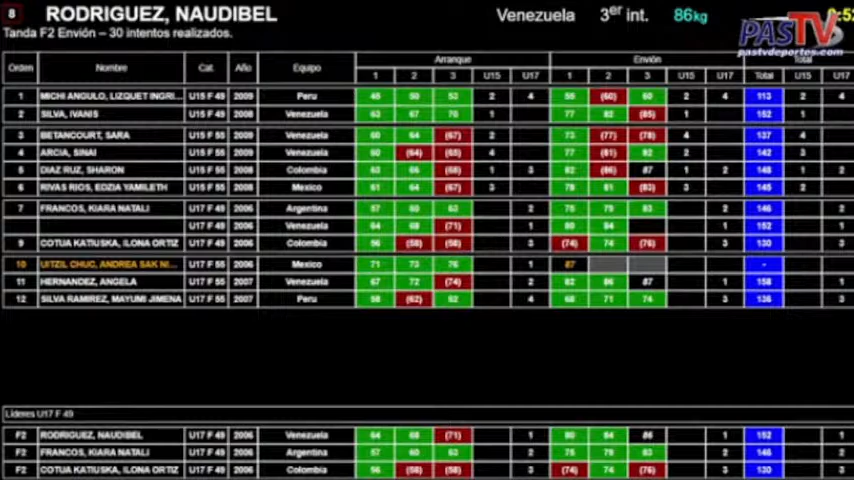 8 RODRIGUEZ, NAUDIBEL Venezuela 3er int. 86kg
PASTV
pastvdeportes.com
Tanda F2 Envión – 30 intentos realizados.
Arranque Envión Total
Orden Nombre Cat. Año Equipo 1 2 3 U15 U17 1 2 3 U15 U17 Total U15 U17
1 MICHI ANGULO, LIZQUET INGRI... U15 F 49 2009 Peru 48 50 53 2 4 (60) 60 2 4 113 2 4
2 SILVA, IVANIS U15 F 49 2008 Venezuela 63 67 70 1 77 82 (85) 1 152 1
3 BETANCOURT, SARA U15 F 55 2009 Venezuela 60 64 (67) 2 73 (77) (78) 4 137 4
4 ARCIA, SINAI U15 F 55 2009 Venezuela 60 (64) (65) 4 77 (81) 82 2 142 3
5 DIAZ RUZ, SHARON U15 F 55 2008 Colombia 63 66 (68) 1 3 82 (86) 87 1 2 148 1 2
6 RIVAS RIOS, EDZIA YAMILETH U15 F 55 2008 Mexico 61 64 (67) 3 78 81 (83) 3 145 2
7 FRANCOS, KIARA NATALI U17 F 49 2006 Argentina 57 60 63 2 75 79 83 2 146 2
Venezuela 64 68 (71) 1 80 84 1 152 1
9 COTUA KATIUSKA, ILONA ORTIZ U17 F 49 2006 Colombia 56 (58) (58) 3 (74) 74 (76) 3 130 3
10 UITZIL CHUC, ANDREA SAK NI... U17 F 55 2006 Mexico 71 73 76 1 87 -
11 HERNANDEZ, ANGELA U17 F 55 2007 Venezuela 67 72 (74) 2 82 86 87 1 158 1
12 SILVA RAMIREZ, MAYUMI JIMENA U17 F 55 2007 Peru 58 (62) 62 4 68 71 74 3 136 3
Líderes U17 F 49
F2 RODRIGUEZ, NAUDIBEL U17 F 49 2006 Venezuela 64 68 (71) 1 80 84 86 1 152 1
F2 FRANCOS, KIARA NATALI U17 F 49 2006 Argentina 57 60 63 2 75 79 83 2 146 2
F2 COTUA KATIUSKA, ILONA ORTIZ U17 F 49 2006 Colombia 56 (58) (58) 3 (74) 74 (76) 3 130 3